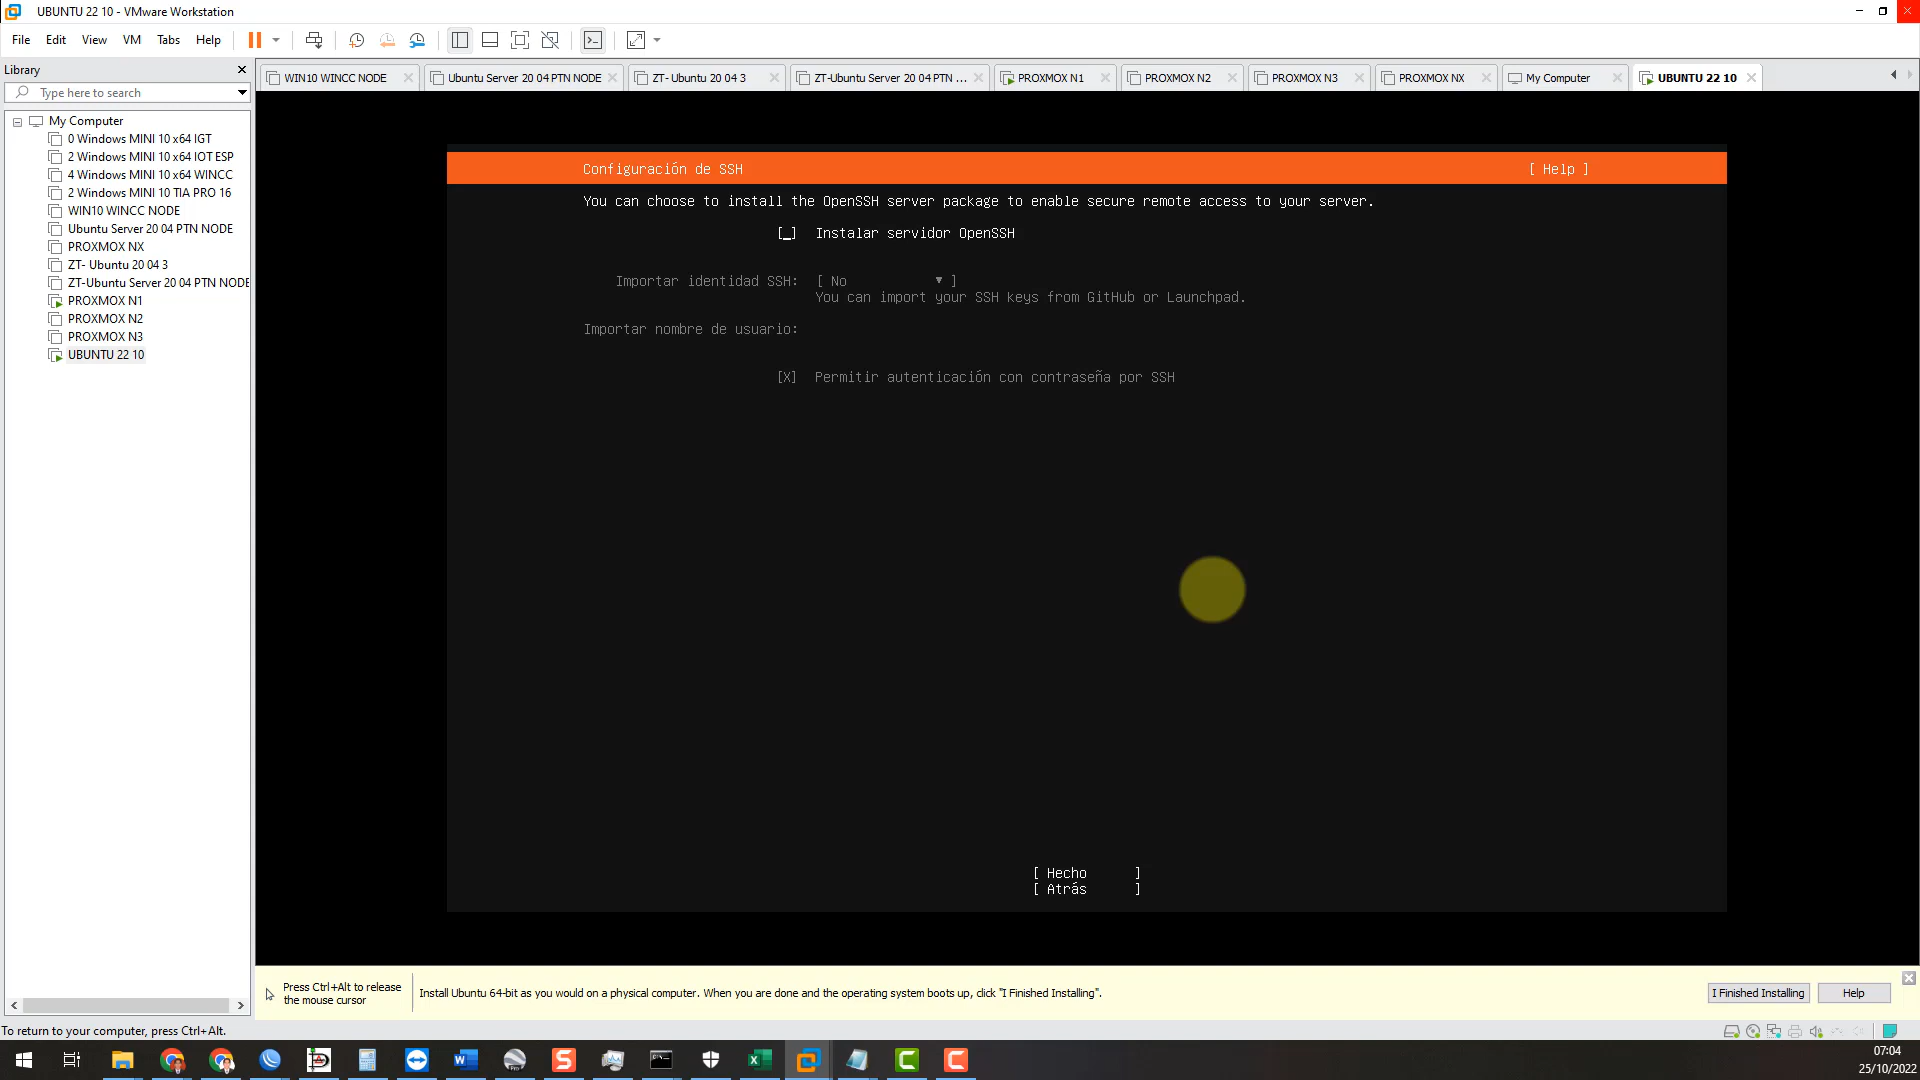 UBUNTU 22 10 - VMware Workstation
File Edit View VM Tabs Help
Library
Type here to search
My Computer
0 Windows MINI 10 x64 IGT
2 Windows MINI 10 x64 IOT ESP
4 Windows MINI 10 x64 WINCC
2 Windows MINI 10 TIA PRO 16
WIN10 WINCC NODE
Ubuntu Server 20 04 PTN NODE
PROXMOX NX
ZT- Ubuntu 20 04 3
ZT-Ubuntu Server 20 04 PTN NODE
PROXMOX N1
PROXMOX N2
PROXMOX N3
UBUNTU 22 10
WIN10 WINCC NODE Ubuntu Server 20 04 PTN NODE ZT- Ubuntu 20 04 3 ZT-Ubuntu Server 20 04 PTN ... PROXMOX N1 PROXMOX N2 PROXMOX N3 PROXMOX NX My Computer UBUNTU 22 10
Configuración de SSH [ Help ]
You can choose to install the OpenSSH server package to enable secure remote access to your server.
[_] Instalar servidor OpenSSH
Importar identidad SSH: [ No ▾ ]
You can import your SSH keys from GitHub or Launchpad.
Importar nombre de usuario:
[X] Permitir autenticación con contraseña por SSH
[ Hecho ]
[ Atrás ]
Press Ctrl+Alt to release
the mouse cursor
Install Ubuntu 64-bit as you would on a physical computer. When you are done and the operating system boots up, click "I Finished Installing".
I Finished Installing Help
To return to your computer, press Ctrl+Alt.
07:04
25/10/2022